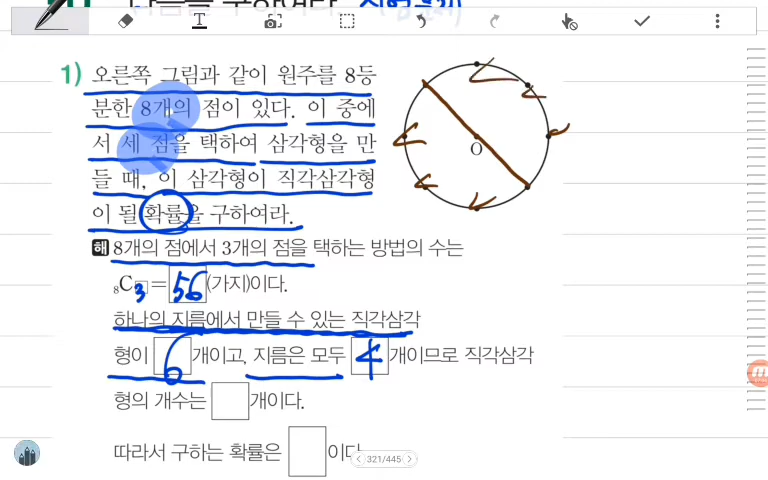 1) 오른쪽 그림과 같이 원주를 8등
분한 8개의 점이 있다. 이 중에
서 세 점을 택하여 삼각형을 만
들 때, 이 삼각형이 직각삼각형
이 될 확률을 구하여라.
O
해 8개의 점에서 3개의 점을 택하는 방법의 수는
₈C3=56(가지)이다.
하나의 지름에서 만들 수 있는 직각삼각
형이 6개이고, 지름은 모두 4개이므로 직각삼각
형의 개수는 개이다.
따라서 구하는 확률은 이다
321/445